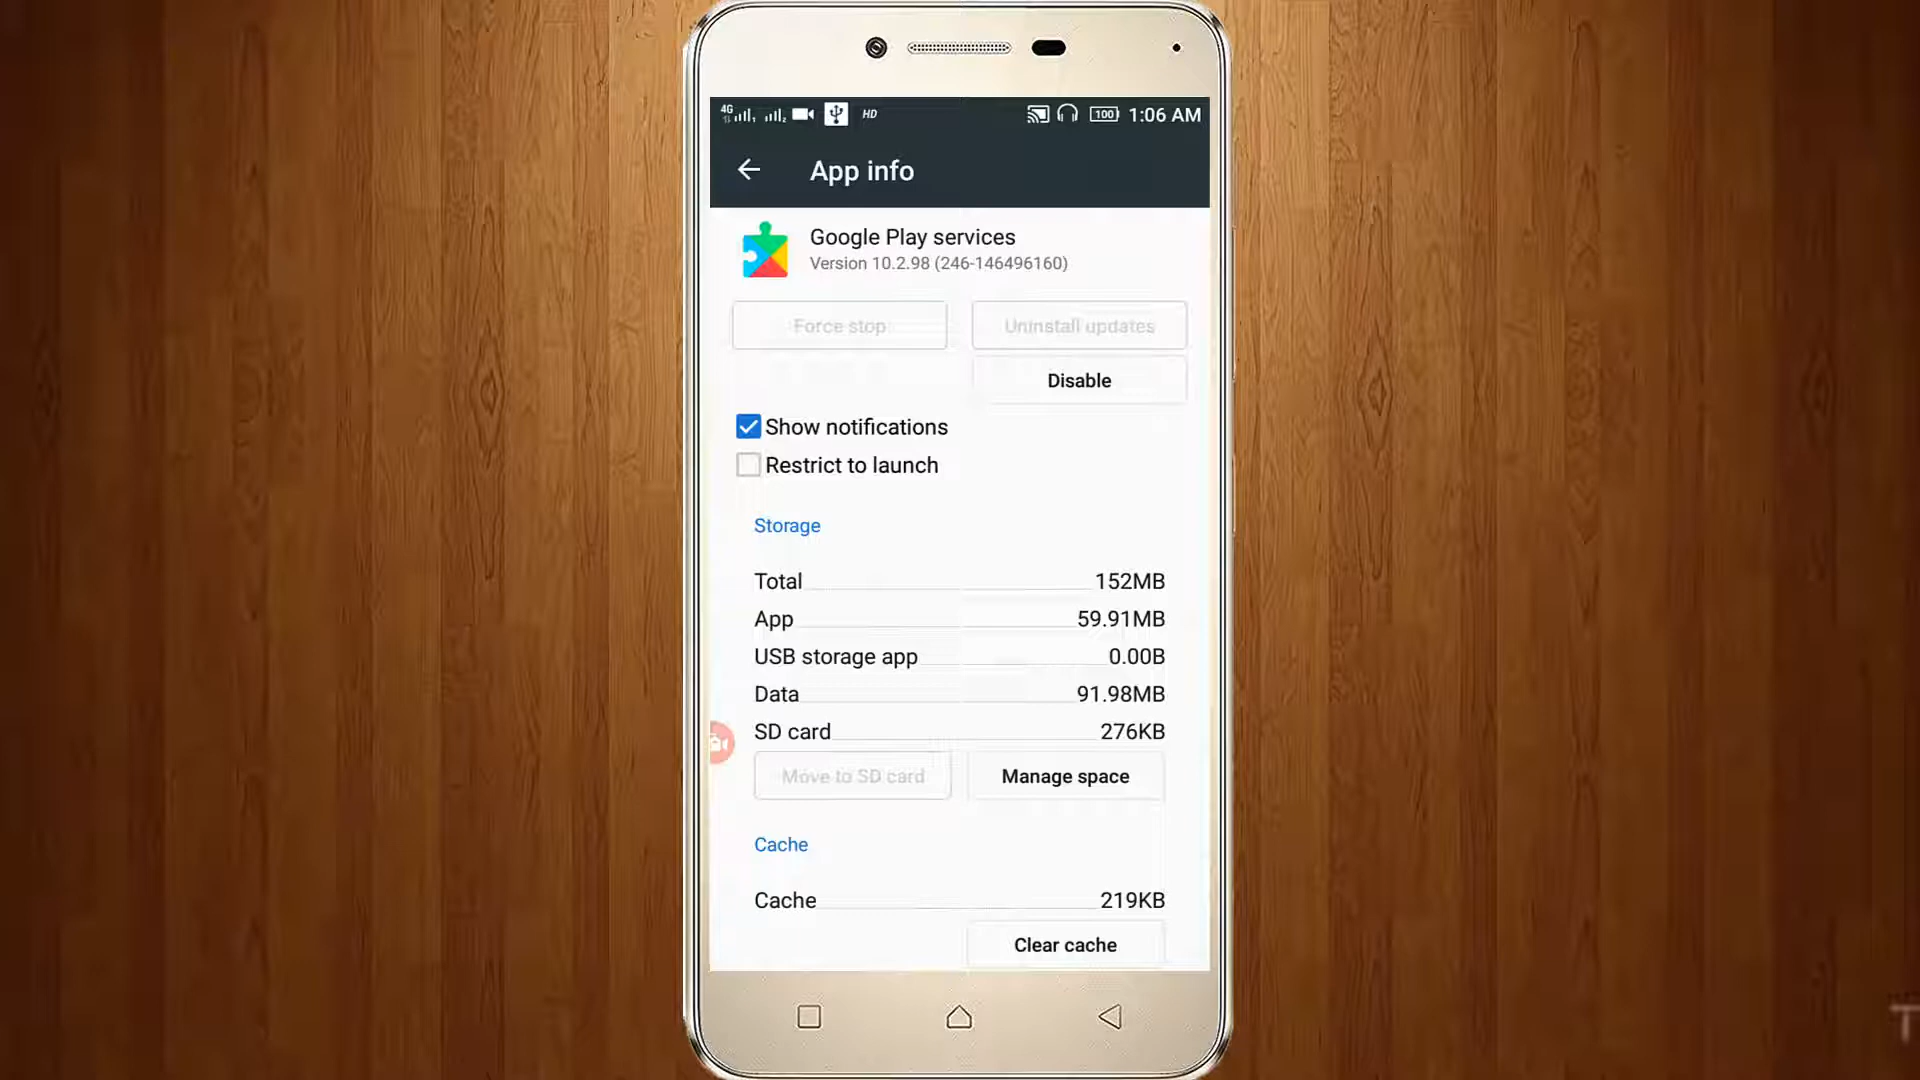 4G HD 100 1:06 AM
App info
Google Play services
Version 10.2.98 (246-146496160)
Force stop
Uninstall updates
Disable
Show notifications
Restrict to launch
Storage
Total 152MB
App 59.91MB
USB storage app 0.00B
Data 91.98MB
SD card 276KB
Move to SD card
Manage space
Cache
Cache 219KB
Clear cache
T